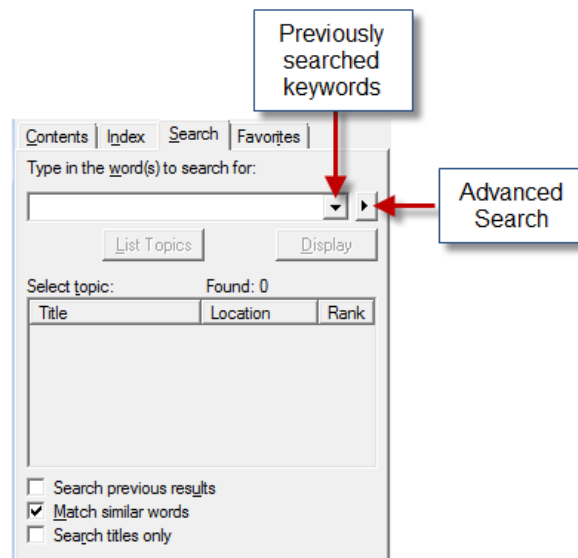 Previously
searched
keywords
Contents Index Search Favorites
Type in the word(s) to search for:
Advanced
Search
List Topics Display
Select topic: Found: 0
Title Location Rank
Search previous results
Match similar words
Search titles only